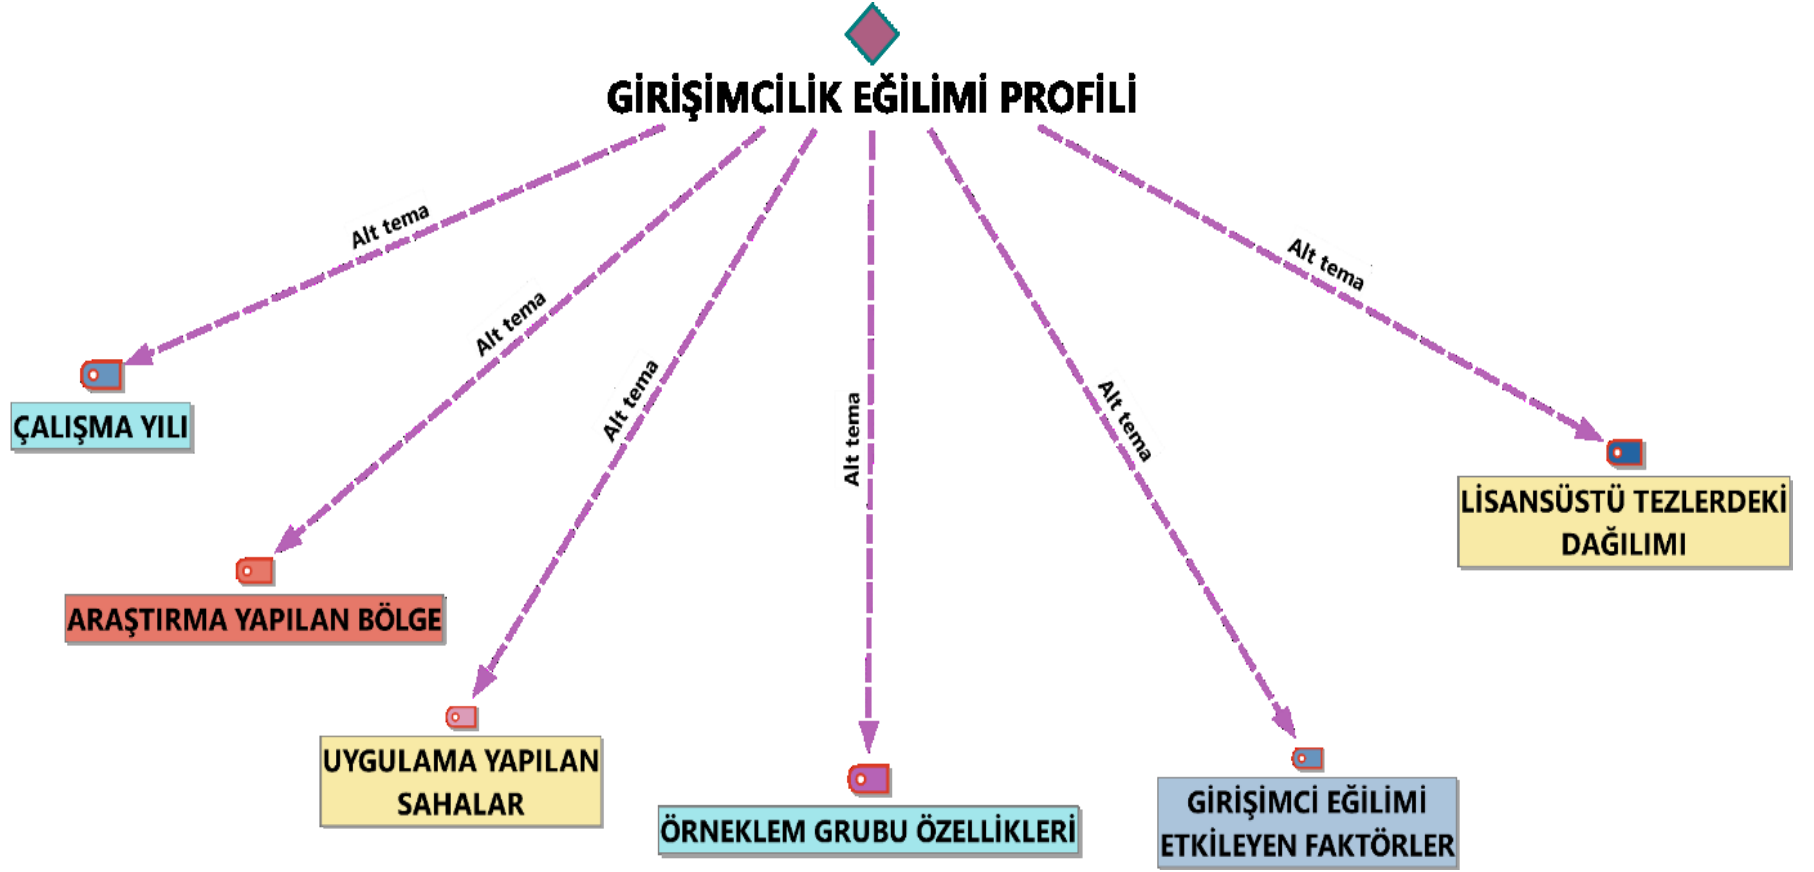 GİRİŞİMCİLİK EĞİLİMİ PROFİLİ
Alt tema
Alt tema
Alt tema
Alt tema
Alt tema
Alt tema
ÇALIŞMA YILI
ARAŞTIRMA YAPILAN BÖLGE
UYGULAMA YAPILAN
SAHALAR
ÖRNEKLEM GRUBU ÖZELLİKLERİ
GİRİŞİMCİ EĞİLİMİ
ETKİLEYEN FAKTÖRLER
LİSANSÜSTÜ TEZLERDEKİ
DAĞILIMI